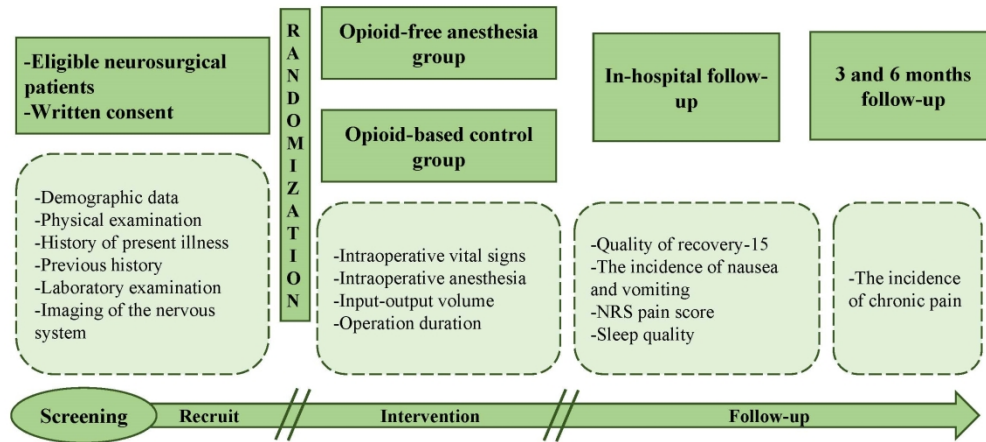 -Eligible neurosurgical
patients
-Written consent
-Demographic data
-Physical examination
-History of present illness
-Previous history
-Laboratory examination
-Imaging of the nervous
system
RANDOMIZATION
Opioid-free anesthesia
group
Opioid-based control
group
-Intraoperative vital signs
-Intraoperative anesthesia
-Input-output volume
-Operation duration
In-hospital follow-
up
-Quality of recovery-15
-The incidence of nausea
and vomiting
-NRS pain score
-Sleep quality
3 and 6 months
follow-up
-The incidence
of chronic pain
Screening
Recruit
Intervention
Follow-up